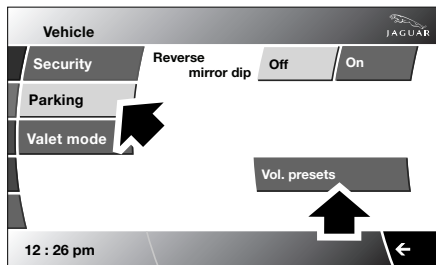 Vehicle
JAGUAR
Security
Reverse
mirror dip
Off
On
Parking
Valet mode
Vol. presets
12 : 26 pm